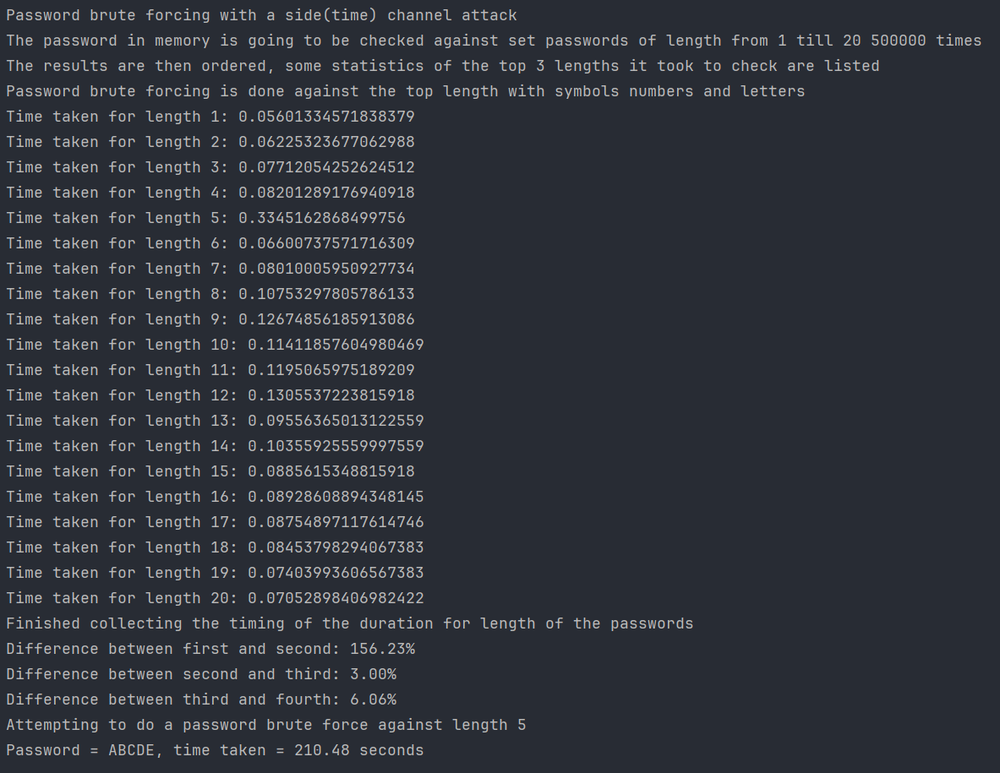 Password brute forcing with a side(time) channel attack
The password in memory is going to be checked against set passwords of length from 1 till 20 500000 times
The results are then ordered, some statistics of the top 3 lengths it took to check are listed
Password brute forcing is done against the top length with symbols numbers and letters
Time taken for length 1: 0.05601334571838379
Time taken for length 2: 0.06225323677062988
Time taken for length 3: 0.07712054252624512
Time taken for length 4: 0.08201289176940918
Time taken for length 5: 0.3345162868499756
Time taken for length 6: 0.06600737571716309
Time taken for length 7: 0.08010005950927734
Time taken for length 8: 0.10753297805786133
Time taken for length 9: 0.12674856185913086
Time taken for length 10: 0.11411857604980469
Time taken for length 11: 0.1195065975189209
Time taken for length 12: 0.1305537223815918
Time taken for length 13: 0.09556365013122559
Time taken for length 14: 0.10355925559997559
Time taken for length 15: 0.0885615348815918
Time taken for length 16: 0.08928608894348145
Time taken for length 17: 0.08754897117614746
Time taken for length 18: 0.08453798294067383
Time taken for length 19: 0.07403993606567383
Time taken for length 20: 0.07052898406982422
Finished collecting the timing of the duration for length of the passwords
Difference between first and second: 156.23%
Difference between second and third: 3.00%
Difference between third and fourth: 6.06%
Attempting to do a password brute force against length 5
Password = ABCDE, time taken = 210.48 seconds